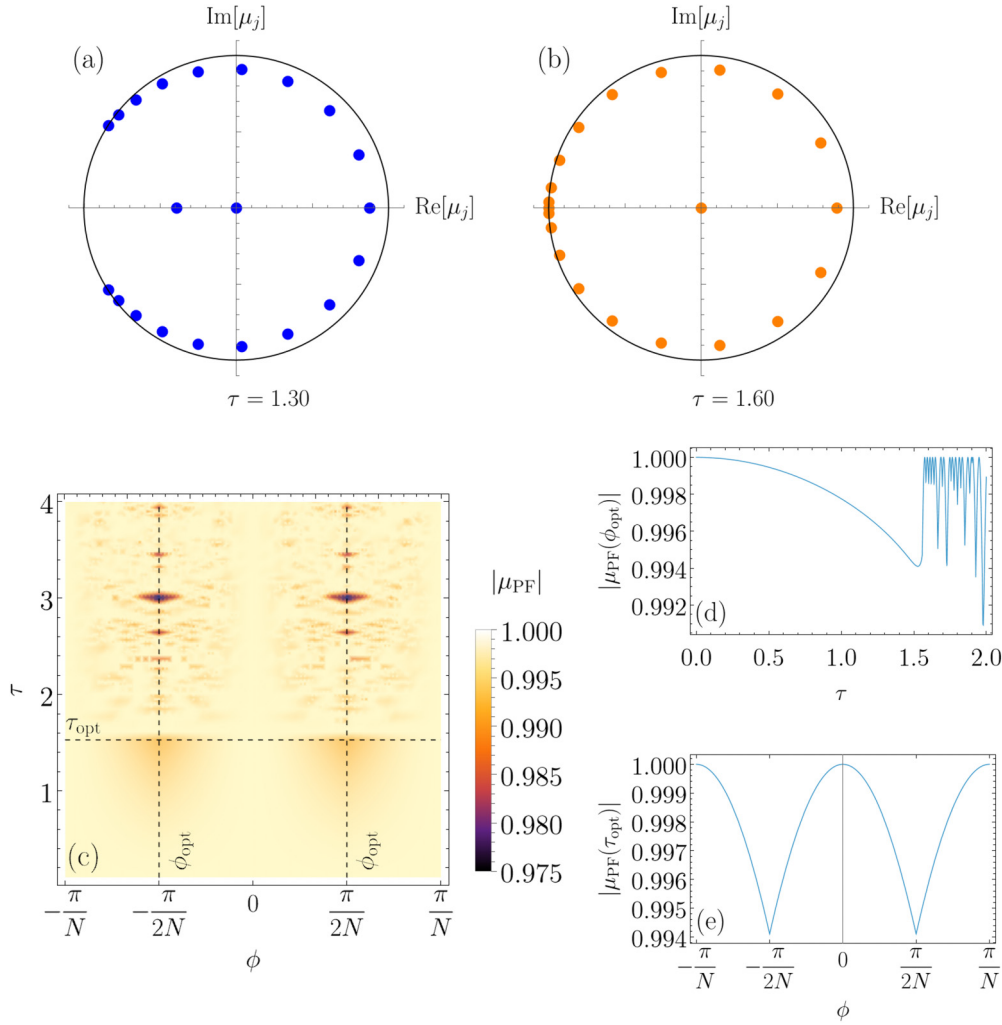 Im[μ_j]
Im[μ_j]
(a)
(b)
Re[μ_j]
Re[μ_j]
τ = 1.30
τ = 1.60
4
3
2
1
τ
τ_opt
(c)
ϕ_opt
ϕ_opt
−π/N
−π/2N
0
π/2N
π/N
ϕ
|μ_PF|
1.000
0.995
0.990
0.985
0.980
0.975
|μ_PF(ϕ_opt)|
1.000
0.998
0.996
0.994
0.992
(d)
0.0
0.5
1.0
1.5
2.0
τ
|μ_PF(τ_opt)|
1.000
0.999
0.998
0.997
0.996
0.995
0.994
(e)
−π/N
−π/2N
0
π/2N
π/N
ϕ